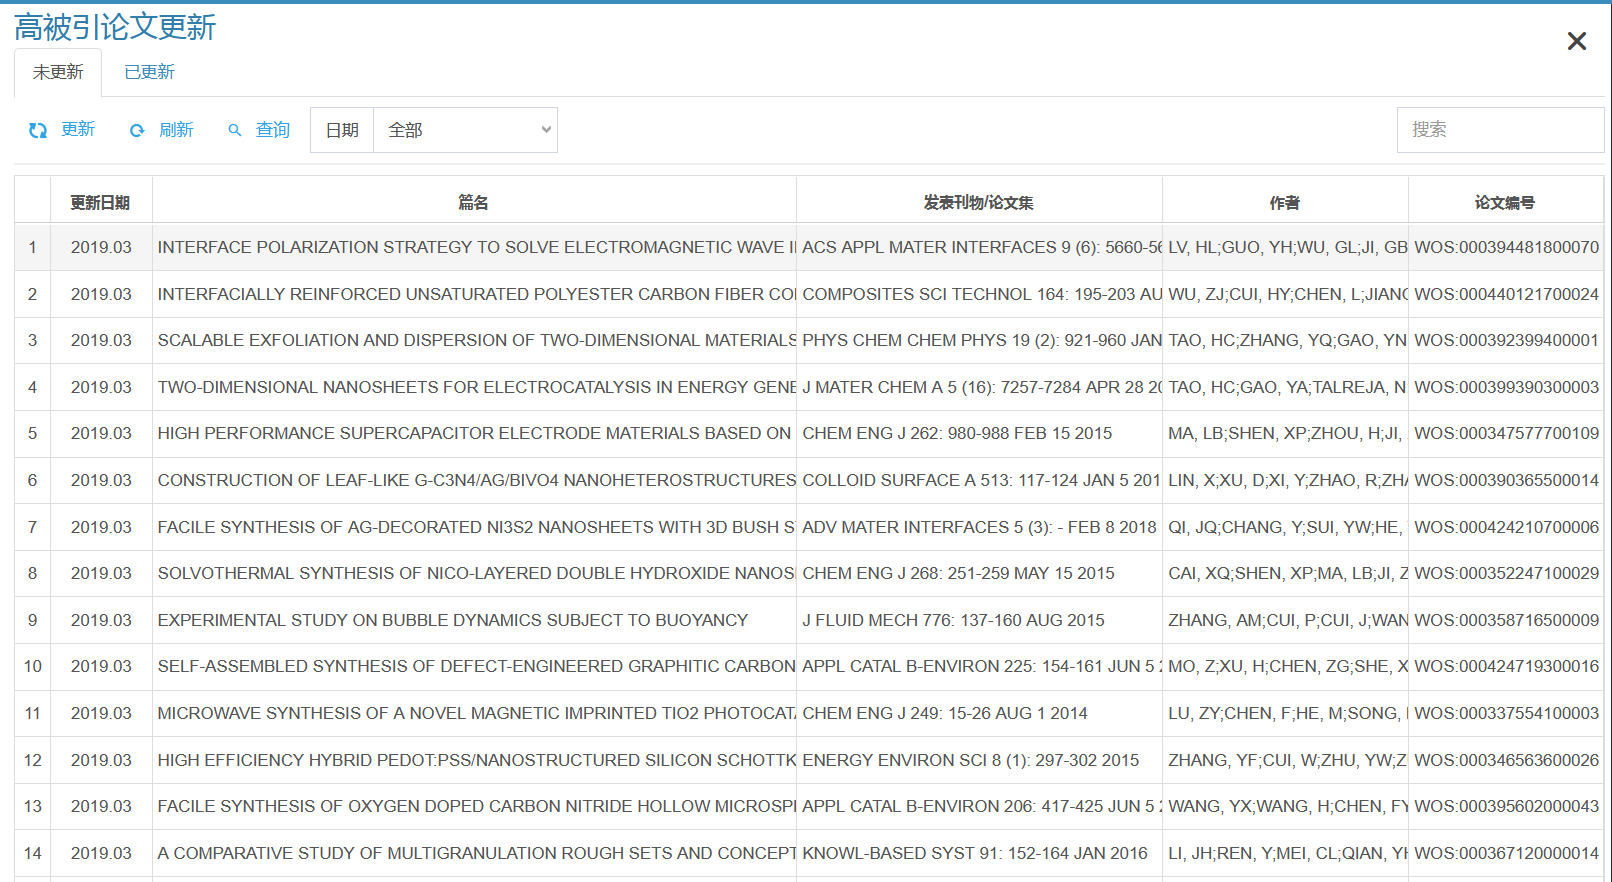 高被引论文更新
未更新 已更新
更新 刷新 查询 日期 全部 搜索
更新日期 篇名 发表刊物/论文集 作者 论文编号
1 2019.03 INTERFACE POLARIZATION STRATEGY TO SOLVE ELECTROMAGNETIC WAVE ACS APPL MATER INTERFACES 9 (6): 5660-56 LV, HL;GUO, YH;WU, GL;JI, GB WOS:000394481800070
2 2019.03 INTERFACIALLY REINFORCED UNSATURATED POLYESTER CARBON FIBER COMPOSITES SCI TECHNOL 164: 195-203 AU WU, ZJ;CUI, HY;CHEN, L;JIANG WOS:000440121700024
3 2019.03 SCALABLE EXFOLIATION AND DISPERSION OF TWO-DIMENSIONAL MATERIALS PHYS CHEM CHEM PHYS 19 (2): 921-960 JAN TAO, HC;ZHANG, YQ;GAO, YN WOS:000392399400001
4 2019.03 TWO-DIMENSIONAL NANOSHEETS FOR ELECTROCATALYSIS IN ENERGY GENE J MATER CHEM A 5 (16): 7257-7284 APR 28 20 TAO, HC;GAO, YA;TALREJA, N WOS:000399390300003
5 2019.03 HIGH PERFORMANCE SUPERCAPACITOR ELECTRODE MATERIALS BASED ON CHEM ENG J 262: 980-988 FEB 15 2015 MA, LB;SHEN, XP;ZHOU, H;JI, WOS:000347577700109
6 2019.03 CONSTRUCTION OF LEAF-LIKE G-C3N4/AG/BIVO4 NANOHETEROSTRUCTURES COLLOID SURFACE A 513: 117-124 JAN 5 201 LIN, X;XU, D;XI, Y;ZHAO, R;ZHA WOS:000390365500014
7 2019.03 FACILE SYNTHESIS OF AG-DECORATED NI3S2 NANOSHEETS WITH 3D BUSH S ADV MATER INTERFACES 5 (3): - FEB 8 2018 QI, JQ;CHANG, Y;SUI, YW;HE, WOS:000424210700006
8 2019.03 SOLVOTHERMAL SYNTHESIS OF NICO-LAYERED DOUBLE HYDROXIDE NANOS CHEM ENG J 268: 251-259 MAY 15 2015 CAI, XQ;SHEN, XP;MA, LB;JI, Z WOS:000352247100029
9 2019.03 EXPERIMENTAL STUDY ON BUBBLE DYNAMICS SUBJECT TO BUOYANCY J FLUID MECH 776: 137-160 AUG 2015 ZHANG, AM;CUI, P;CUI, J;WAN WOS:000358716500009
10 2019.03 SELF-ASSEMBLED SYNTHESIS OF DEFECT-ENGINEERED GRAPHITIC CARBON APPL CATAL B-ENVIRON 225: 154-161 JUN 5 2 MO, Z;XU, H;CHEN, ZG;SHE, X WOS:000424719300016
11 2019.03 MICROWAVE SYNTHESIS OF A NOVEL MAGNETIC IMPRINTED TIO2 PHOTOCATA CHEM ENG J 249: 15-26 AUG 1 2014 LU, ZY;CHEN, F;HE, M;SONG, WOS:000337554100003
12 2019.03 HIGH EFFICIENCY HYBRID PEDOT:PSS/NANOSTRUCTURED SILICON SCHOTTK ENERGY ENVIRON SCI 8 (1): 297-302 2015 ZHANG, YF;CUI, W;ZHU, YW;Z WOS:000346563600026
13 2019.03 FACILE SYNTHESIS OF OXYGEN DOPED CARBON NITRIDE HOLLOW MICROSP APPL CATAL B-ENVIRON 206: 417-425 JUN 5 2 WANG, YX;WANG, H;CHEN, FY WOS:000395602000043
14 2019.03 A COMPARATIVE STUDY OF MULTIGRANULATION ROUGH SETS AND CONCEPT KNOWL-BASED SYST 91: 152-164 JAN 2016 LI, JH;REN, Y;MEI, CL;QIAN, YH WOS:000367120000014